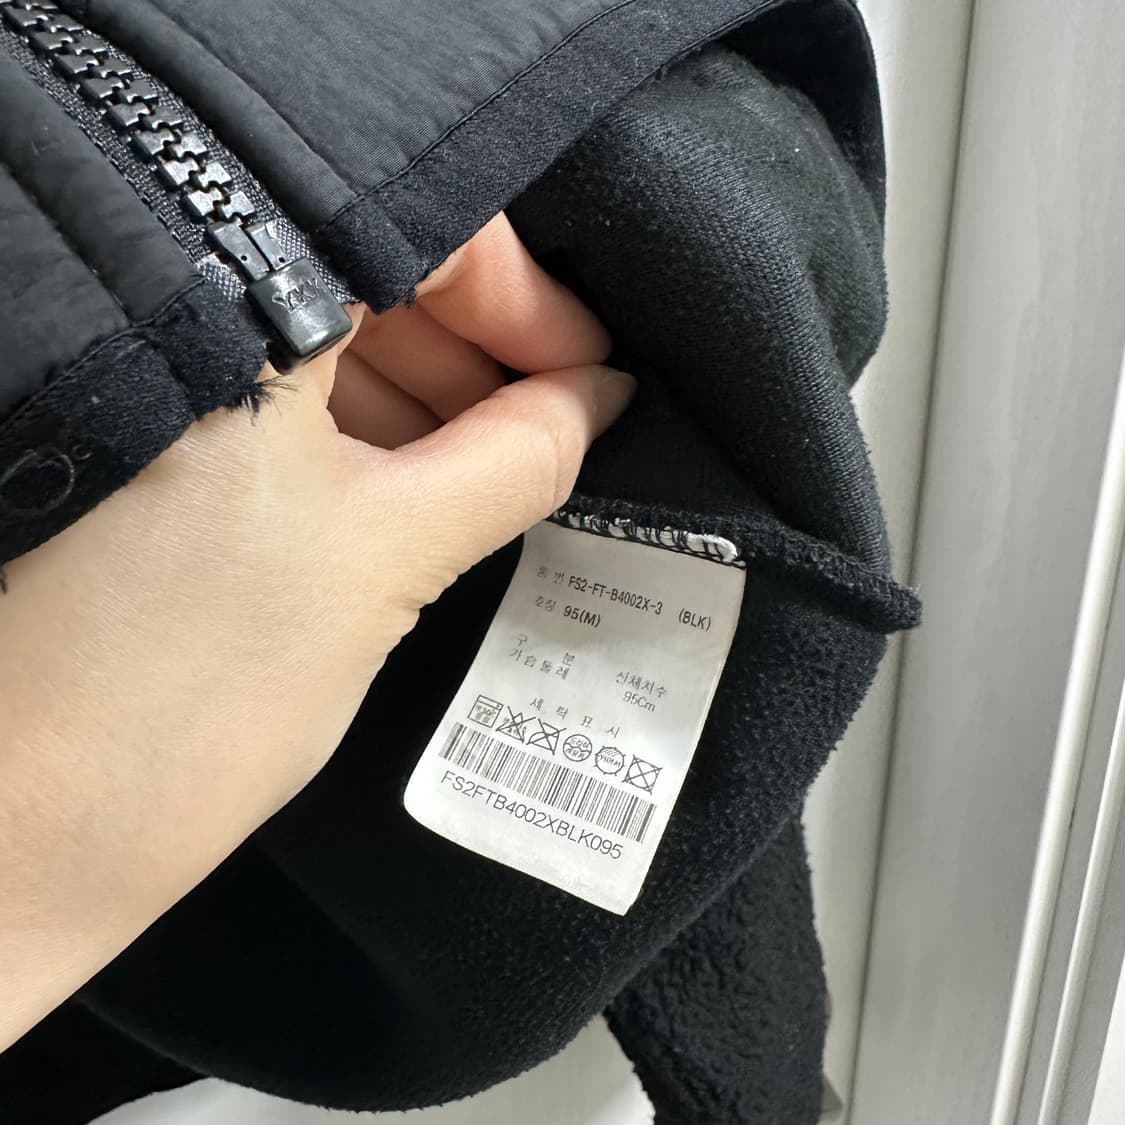 YKK
품 번 FS2-FT-B4002X-3 (BLK)
호칭 95(M)
구 분 신체치수
가슴둘레 95Cm
세 탁 표 시
FS2FTB4002XBLK095